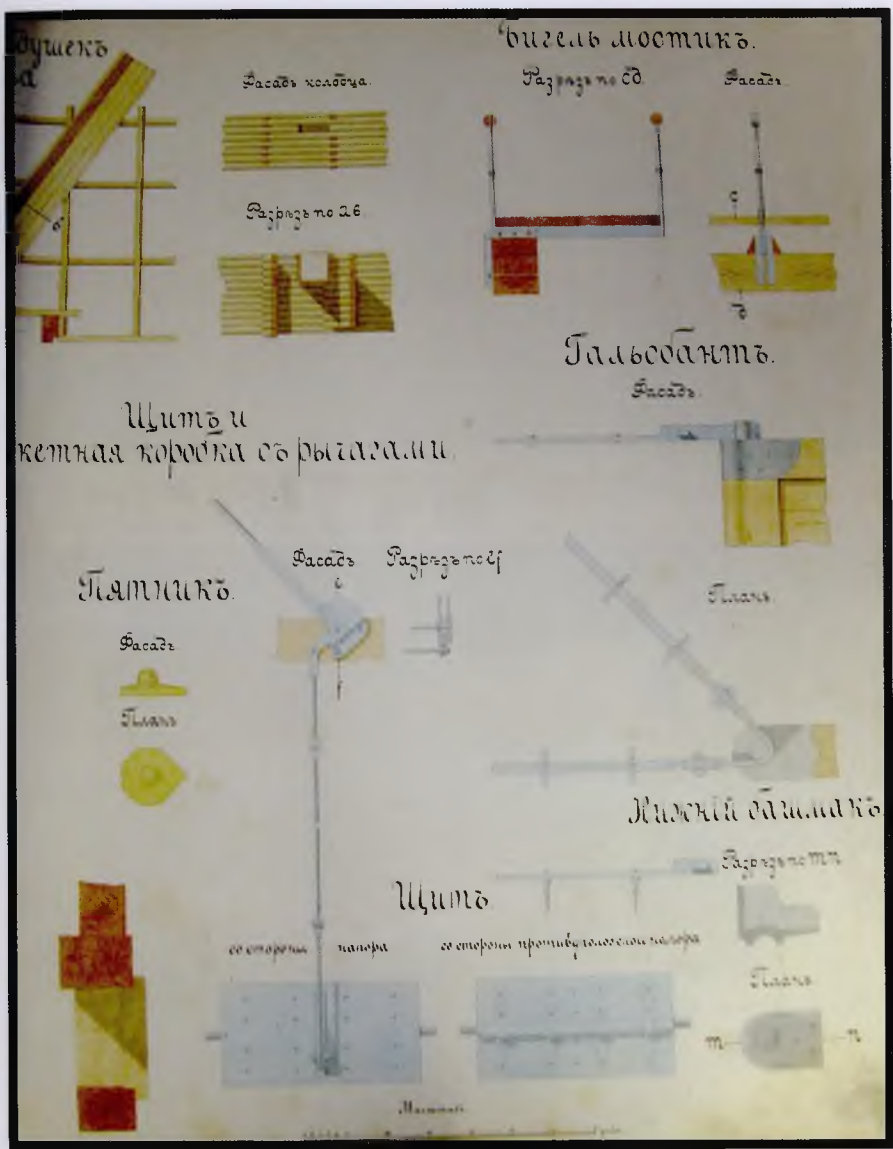 Фасадъ колодца.
Разрѣзъ по ab
мостикъ.
Разрѣзъ по cd.
Фасадъ.
c
d
Гальсбантъ.
Фасадъ.
Щитъ и
кетная коробка съ рычагами.
Фасадъ
e
f
Разрѣзъ по ef
Планъ.
Пятникъ.
Фасадъ.
Планъ
Нижній башмакъ.
Разрѣзъ по mn
Планъ
m
n
Щитъ.
со стороны напора
со стороны противуположной напора
Масштабъ